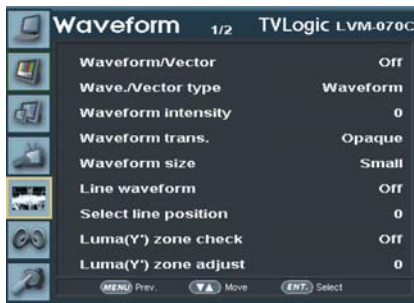 Waveform 1/2 TVLogic LVM-070C
Waveform/Vector Off
Wave./Vector type Waveform
Waveform intensity 0
Waveform trans. Opaque
Waveform size Small
Line waveform Off
Select line position 0
Luma(Y') zone check Off
Luma(Y') zone adjust 0
MENU Prev. ▼▲ Move ENT. Select